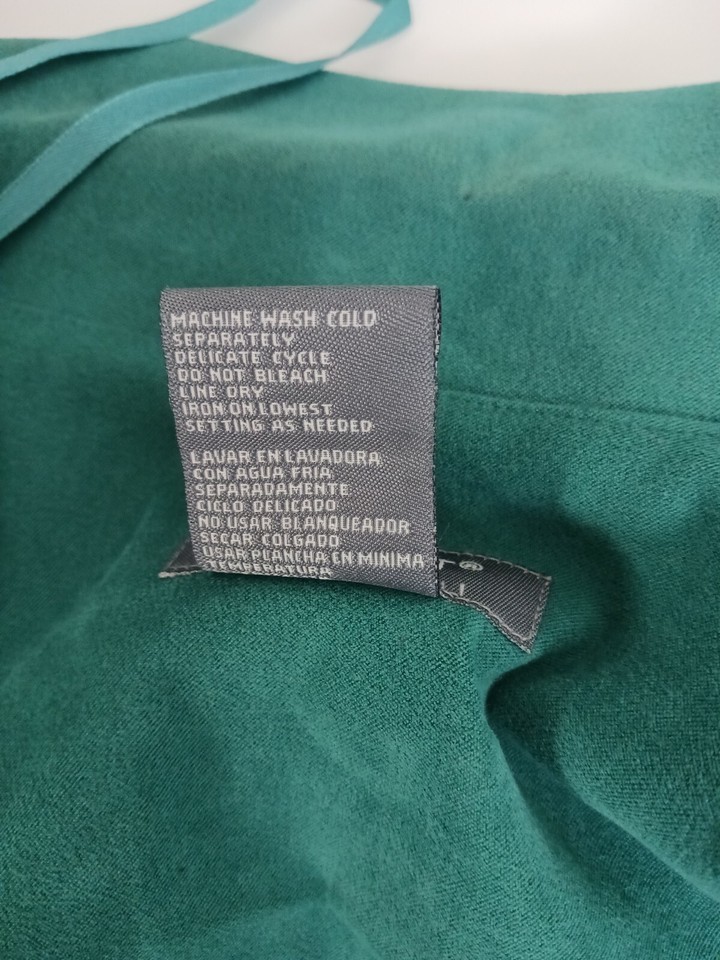 MACHINE WASH COLD
SEPARATELY
DELICATE CYCLE
DO NOT BLEACH
LINE DRY
IRON ON LOWEST
SETTING AS NEEDED
LAVAR EN LAVADORA
CON AGUA FRIA
SEPARADAMENTE
CICLO DELICADO
NO USAR BLANQUEADOR
SECAR COLGADO
USAR PLANCHA EN MINIMA
TEMPERATURA